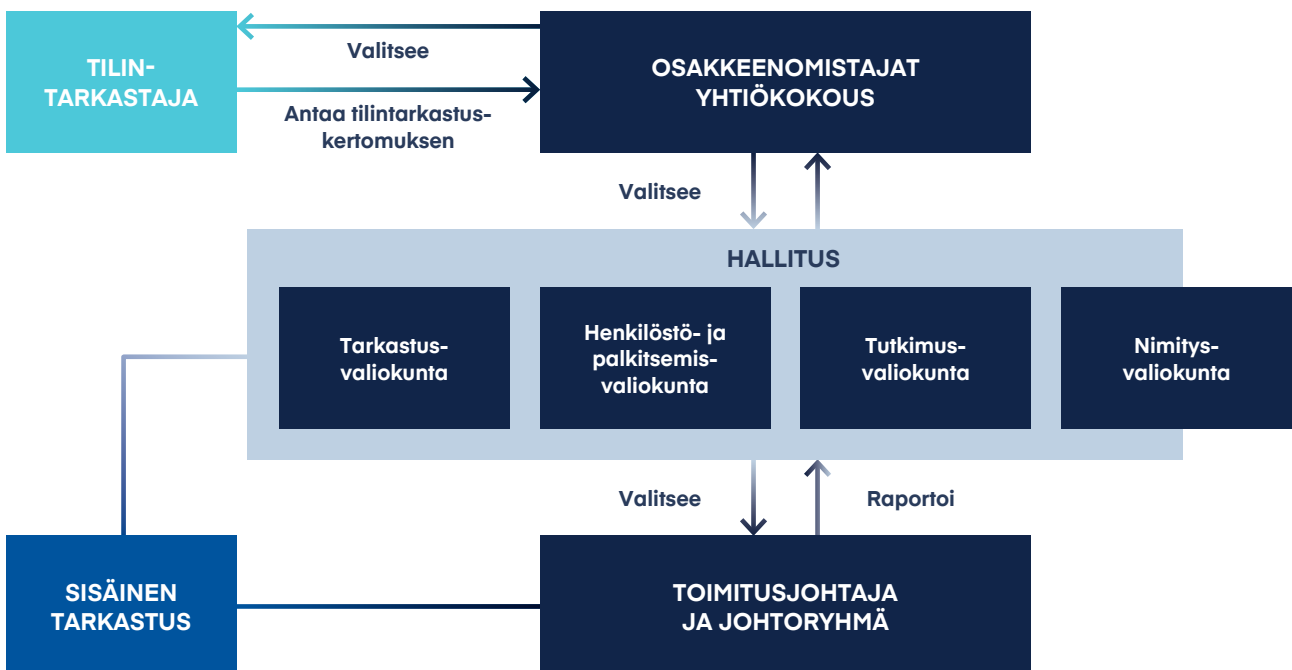 TILIN-
TARKASTAJA
Valitsee
Antaa tilintarkastus-
kertomuksen
OSAKKEENOMISTAJAT
YHTIÖKOKOUS
Valitsee
HALLITUS
Tarkastus-
valiokunta
Henkilöstö- ja
palkitsemis-
valiokunta
Tutkimus-
valiokunta
Nimitys-
valiokunta
Valitsee
Raportoi
SISÄINEN
TARKASTUS
TOIMITUSJOHTAJA
JA JOHTORYHMÄ